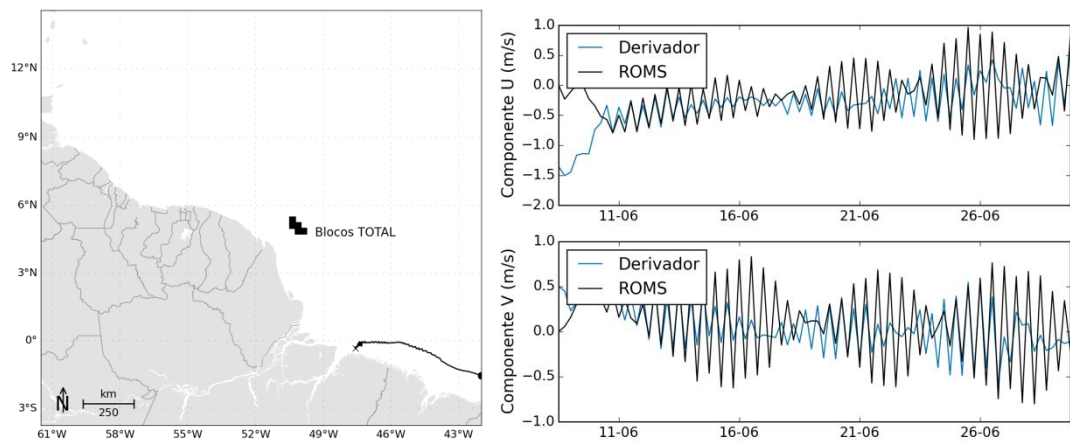 12°N
9°N
6°N
3°N
0°
3°S
61°W 58°W 55°W 52°W 49°W 46°W 43°W
Blocos TOTAL
N
km
250
Componente U (m/s)
1.0
0.5
0.0
−0.5
−1.0
−1.5
−2.0
Derivador
ROMS
11-06 16-06 21-06 26-06
Componente V (m/s)
1.0
0.5
0.0
−0.5
−1.0
Derivador
ROMS
11-06 16-06 21-06 26-06